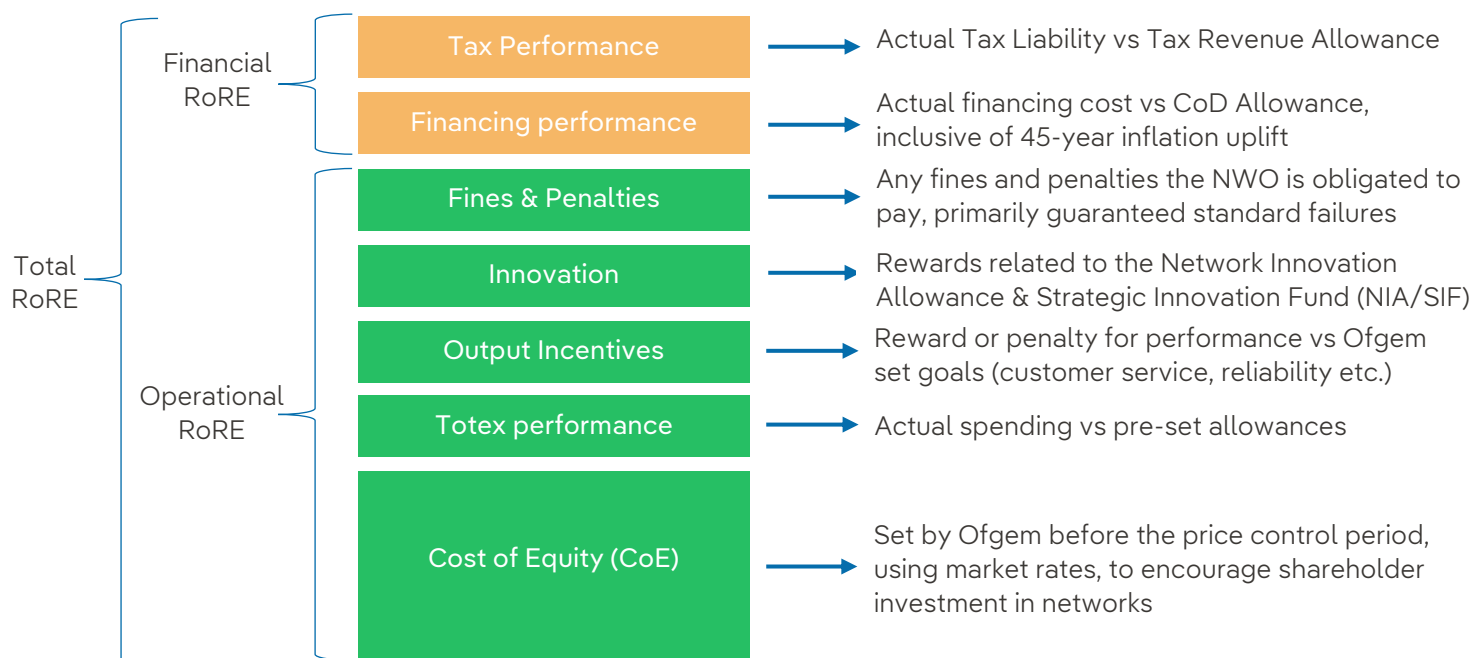 Total
RoRE
Financial
RoRE
Tax Performance
Actual Tax Liability vs Tax Revenue Allowance
Financing performance
Actual financing cost vs CoD Allowance,
inclusive of 45-year inflation uplift
Operational
RoRE
Fines & Penalties
Any fines and penalties the NWO is obligated to
pay, primarily guaranteed standard failures
Innovation
Rewards related to the Network Innovation
Allowance & Strategic Innovation Fund (NIA/SIF)
Output Incentives
Reward or penalty for performance vs Ofgem
set goals (customer service, reliability etc.)
Totex performance
Actual spending vs pre-set allowances
Cost of Equity (CoE)
Set by Ofgem before the price control period,
using market rates, to encourage shareholder
investment in networks